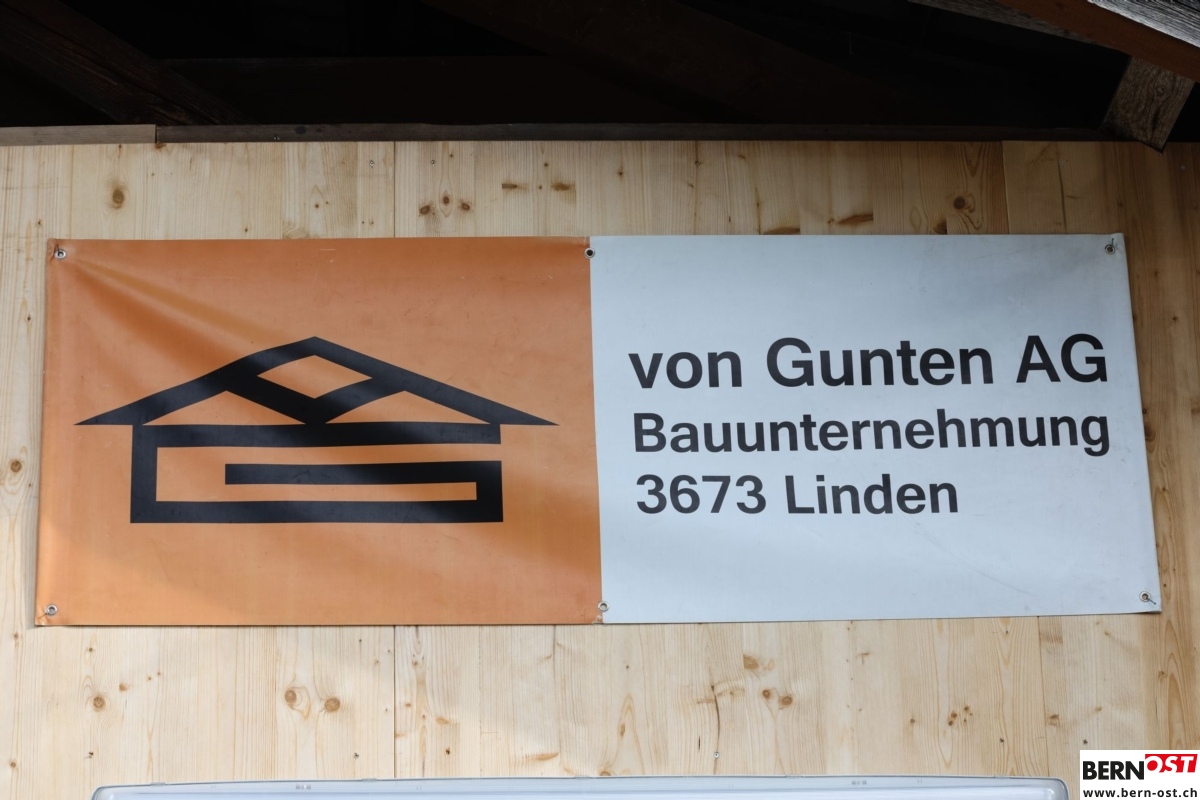 von Gunten AG
Bauunternehmung
3673 Linden
BERNOST
www.bern-ost.ch